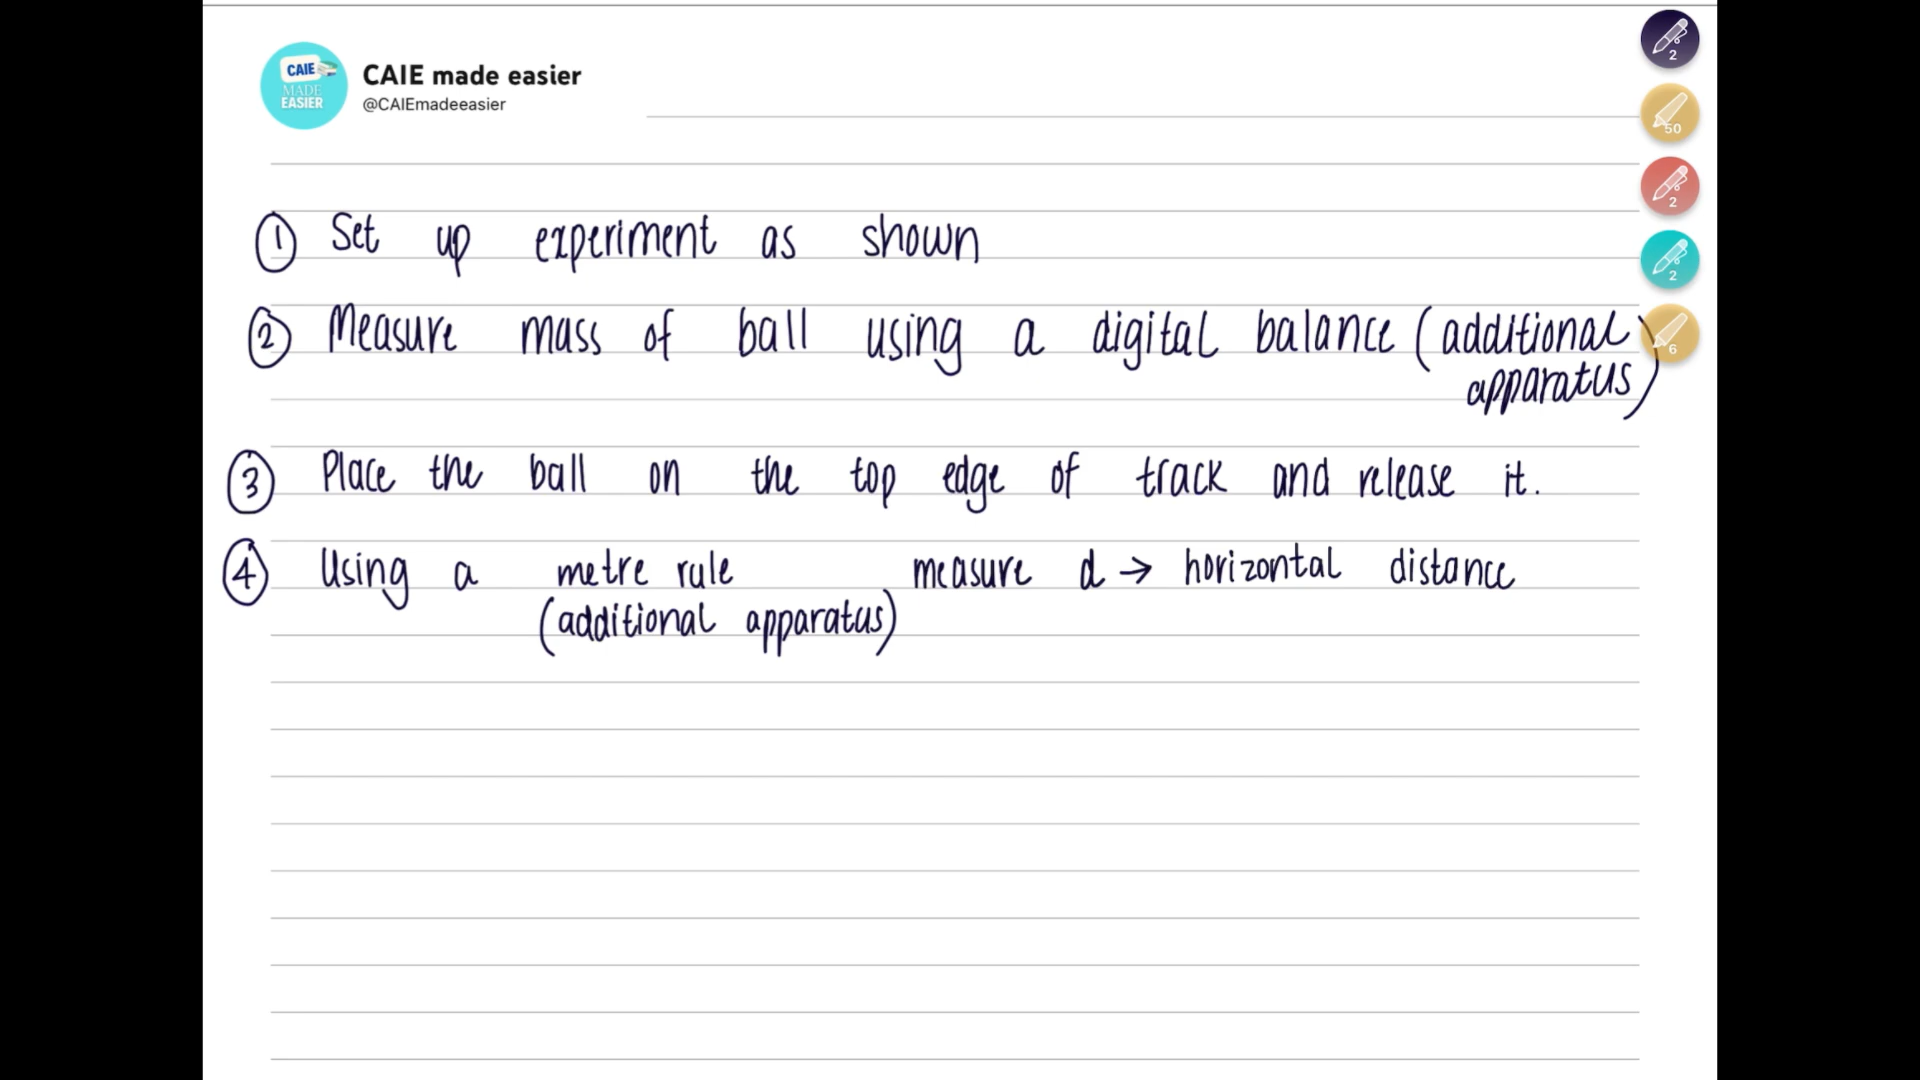 CAIE
MADE
EASIER
CAIE made easier
@CAIEmadeeasier
① Set up experiment as shown
② Measure mass of ball using a digital balance (additional
apparatus)
③ Place the ball on the top edge of track and release it.
④ Using a metre rule measure d → horizontal distance
(additional apparatus)
2
50
2
2
6